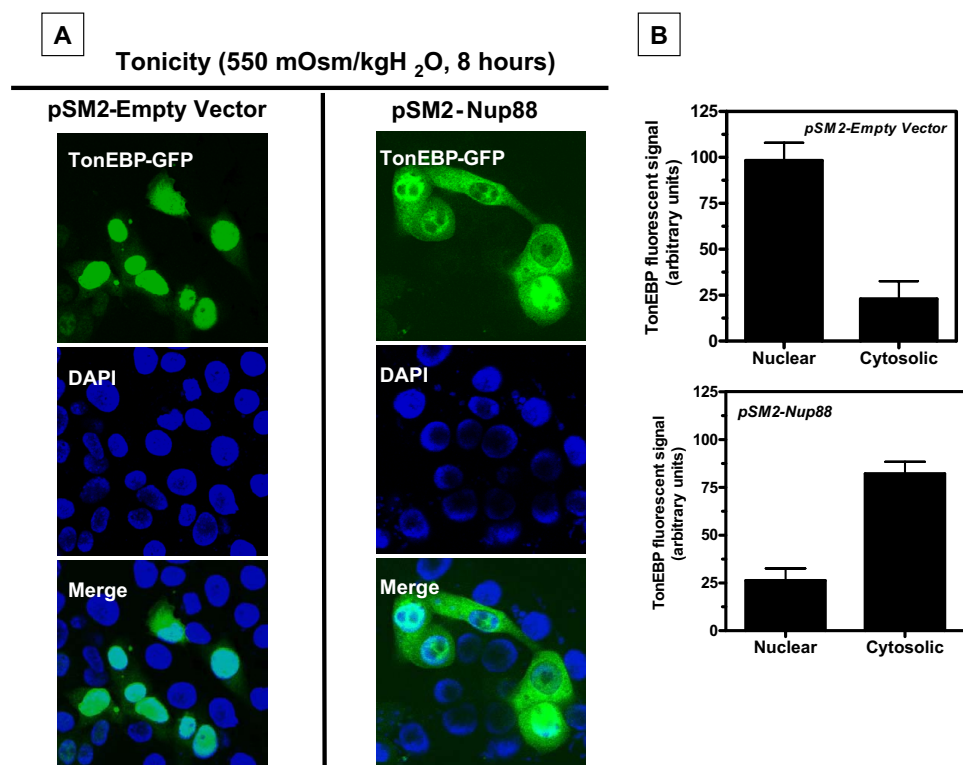 A
Tonicity (550 mOsm/kgH 2O, 8 hours)
pSM2-Empty Vector
TonEBP-GFP
DAPI
Merge
pSM2-Nup88
TonEBP-GFP
DAPI
Merge
B
TonEBP fluorescent signal
(arbitrary units)
125
100
75
50
25
0
pSM2-Empty Vector
Nuclear
Cytosolic
TonEBP fluorescent signal
(arbitrary units)
125
100
75
50
25
0
pSM2-Nup88
Nuclear
Cytosolic